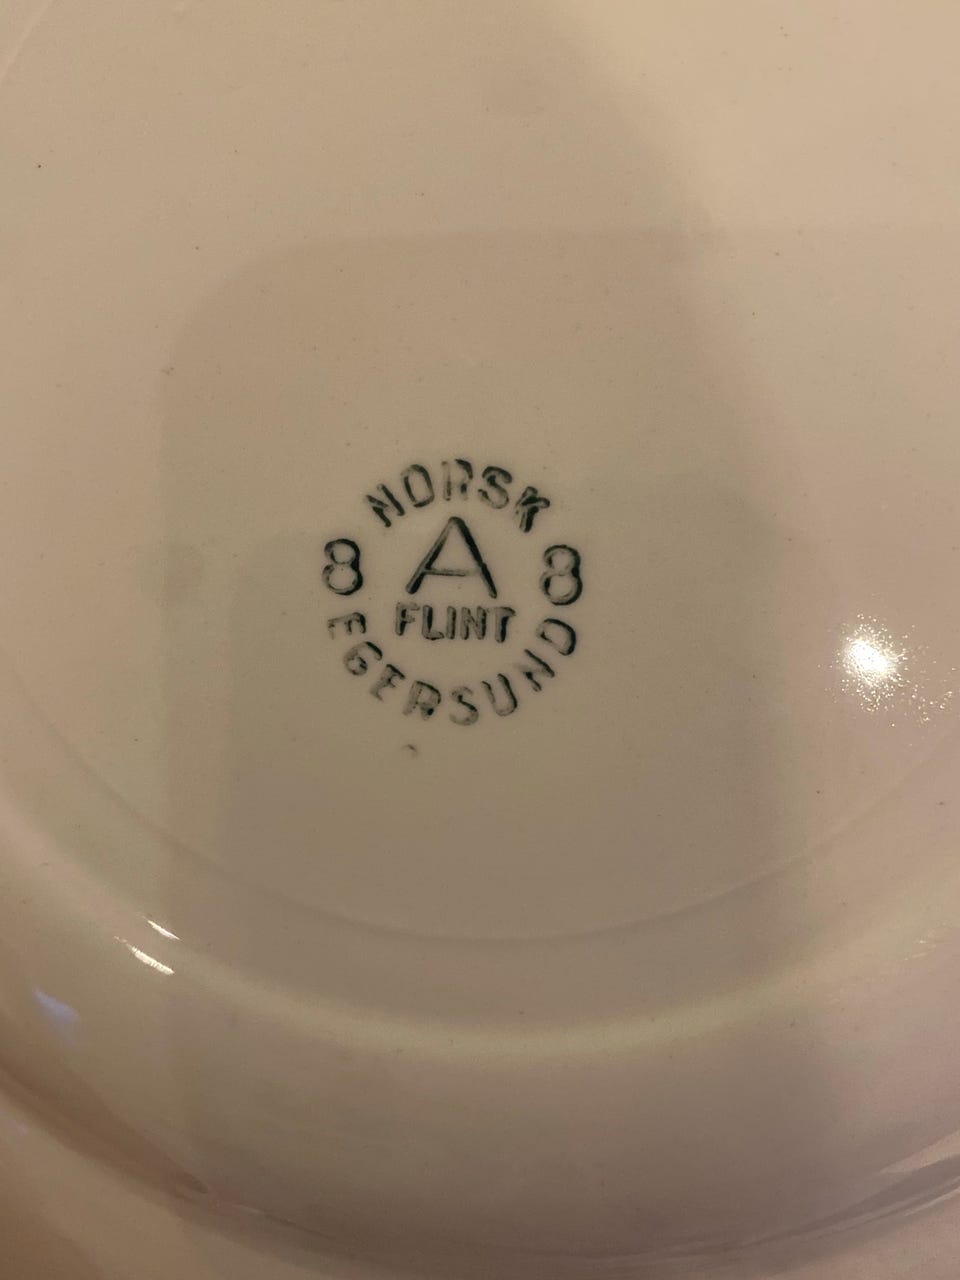 NORSK
8 A 8
FLINT
EGERSUND